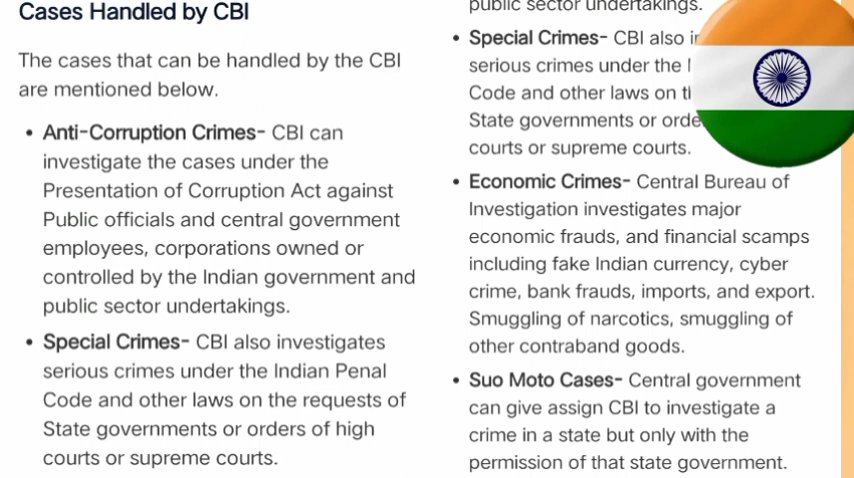 Cases Handled by CBI
The cases that can be handled by the CBI
are mentioned below.
• Anti-Corruption Crimes- CBI can
investigate the cases under the
Presentation of Corruption Act against
Public officials and central government
employees, corporations owned or
controlled by the Indian government and
public sector undertakings.
• Special Crimes- CBI also investigates
serious crimes under the Indian Penal
Code and other laws on the requests of
State governments or orders of high
courts or supreme courts.
public sector undertakings.
• Special Crimes- CBI also
serious crimes under the
Code and other laws on
State governments or
courts or supreme courts.
• Economic Crimes- Central Bureau of
Investigation investigates major
economic frauds, and financial scamps
including fake Indian currency, cyber
crime, bank frauds, imports, and export.
Smuggling of narcotics, smuggling of
other contraband goods.
• Suo Moto Cases- Central government
can give assign CBI to investigate a
crime in a state but only with the
permission of that state government.